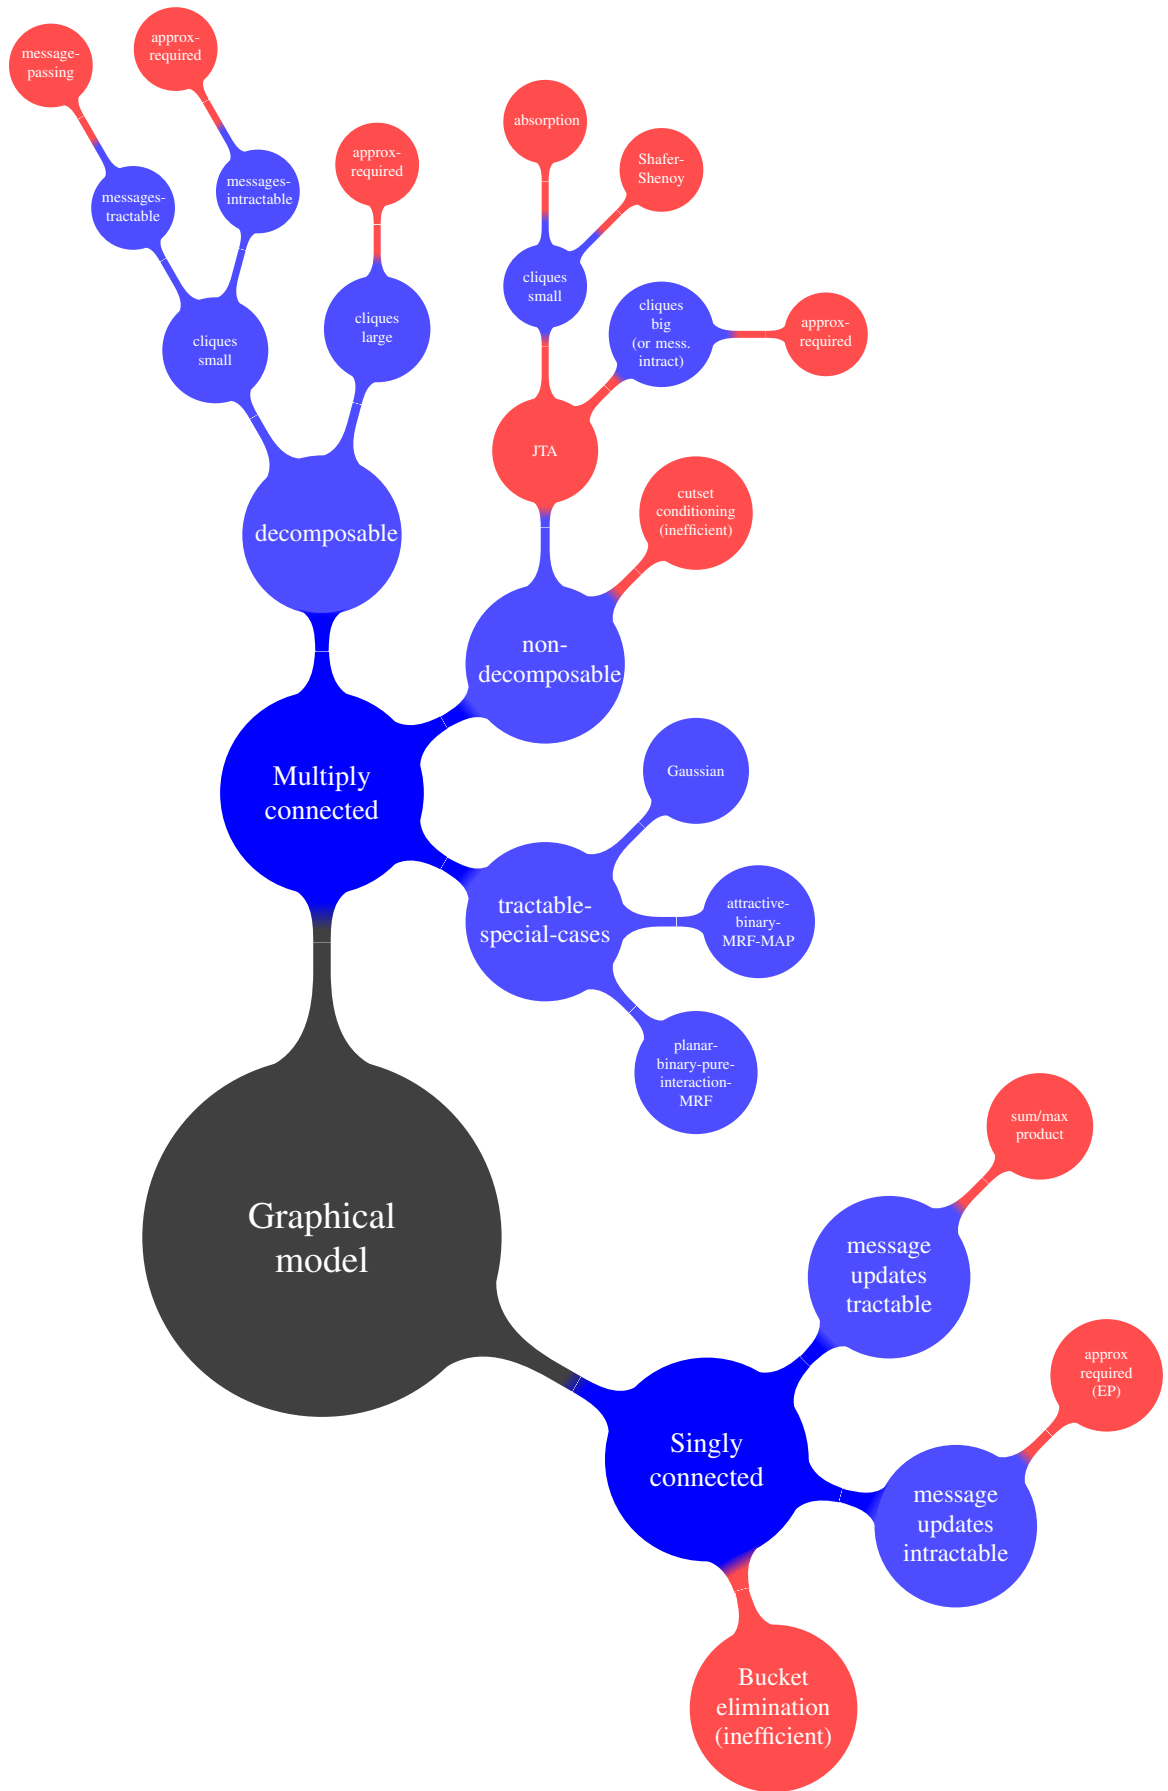 message-
passing
approx-
required
messages-
tractable
messages-
intractable
approx-
required
cliques
small
cliques
large
decomposable
absorption
Shafer-
Shenoy
cliques
small
cliques
big
(or mess.
intract)
approx-
required
JTA
cutset
conditioning
(inefficient)
non-
decomposable
Multiply
connected
Gaussian
tractable-
special-cases
attractive-
binary-
MRF-MAP
planar-
binary-pure-
interaction-
MRF
Graphical
model
sum/max
product
message
updates
tractable
approx
required
(EP)
Singly
connected
message
updates
intractable
Bucket
elimination
(inefficient)